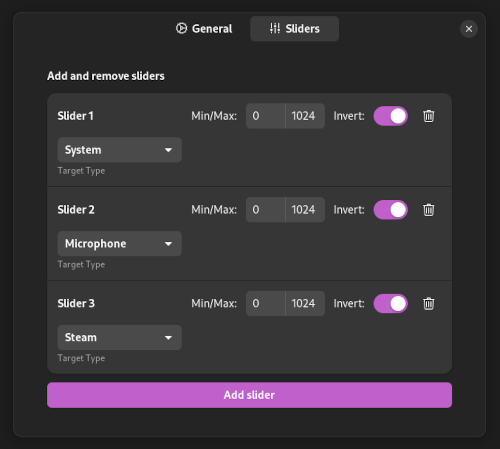 General
Sliders
Add and remove sliders
Slider 1 Min/Max: 0 1024 Invert:
System
Target Type
Slider 2 Min/Max: 0 1024 Invert:
Microphone
Target Type
Slider 3 Min/Max: 0 1024 Invert:
Steam
Target Type
Add slider